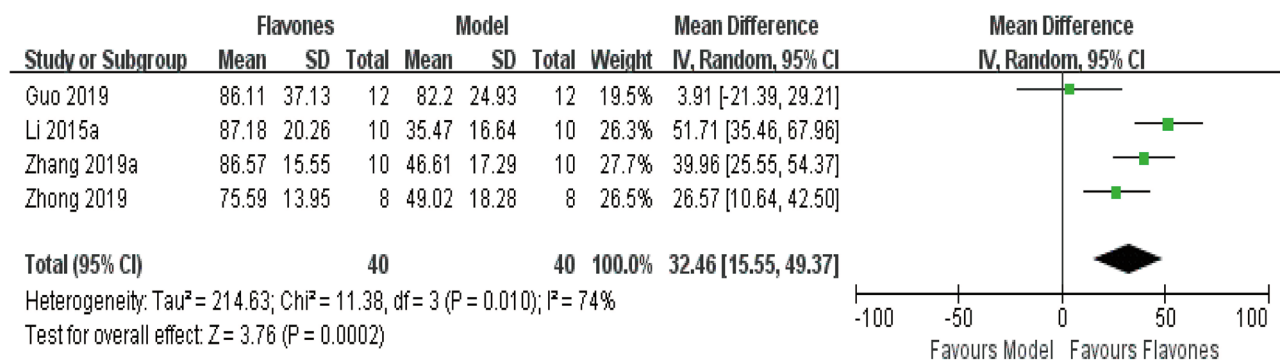 Flavones Model Mean Difference Mean Difference
Study or Subgroup Mean SD Total Mean SD Total Weight IV, Random, 95% CI IV, Random, 95% CI
Guo 2019 86.11 37.13 12 82.2 24.93 12 19.5% 3.91 [-21.39, 29.21]
Li 2015a 87.18 20.26 10 35.47 16.64 10 26.3% 51.71 [35.46, 67.96]
Zhang 2019a 86.57 15.55 10 46.61 17.29 10 27.7% 39.96 [25.55, 54.37]
Zhong 2019 75.59 13.95 8 49.02 18.28 8 26.5% 26.57 [10.64, 42.50]
Total (95% CI) 40 40 100.0% 32.46 [15.55, 49.37]
Heterogeneity: Tau² = 214.63; Chi² = 11.38, df = 3 (P = 0.010); I² = 74%
Test for overall effect: Z = 3.76 (P = 0.0002)
-100 -50 0 50 100
Favours Model Favours Flavones